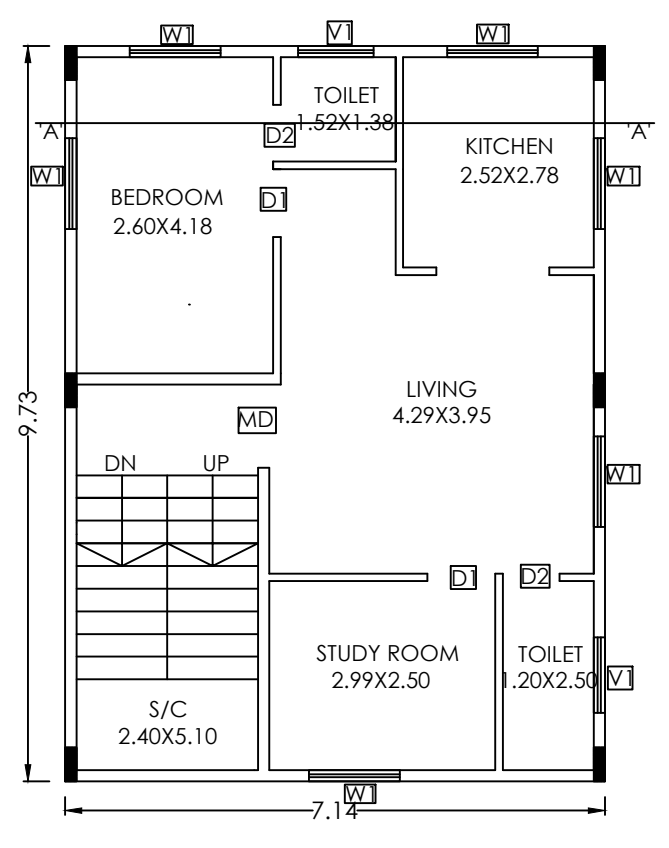 W1
V1
W1
TOILET
1.52X1.38
'A'
'A'
D2
KITCHEN
2.52X2.78
W1
W1
BEDROOM
2.60X4.18
D1
LIVING
4.29X3.95
9.73
MD
DN
UP
W1
D1
D2
STUDY ROOM
2.99X2.50
TOILET
1.20X2.50
V1
S/C
2.40X5.10
W1
7.14